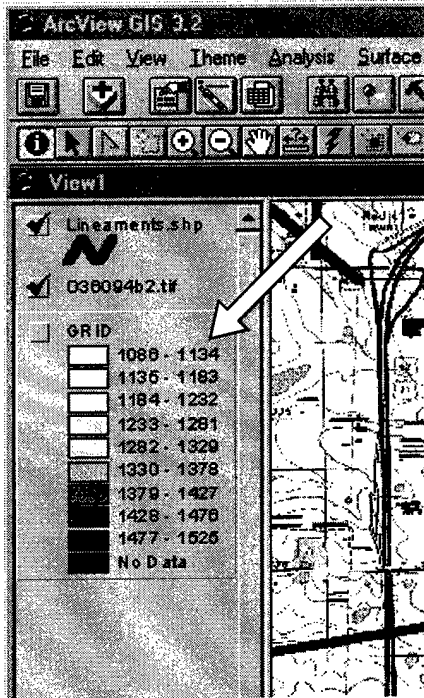 ArcView GIS 3.2
File Edit View Theme Analysis Surface
View1
Lineaments.shp
036094b2.tif
GRID
1086 - 1134
1135 - 1183
1184 - 1232
1233 - 1281
1282 - 1329
1330 - 1378
1379 - 1427
1428 - 1476
1477 - 1525
No Data